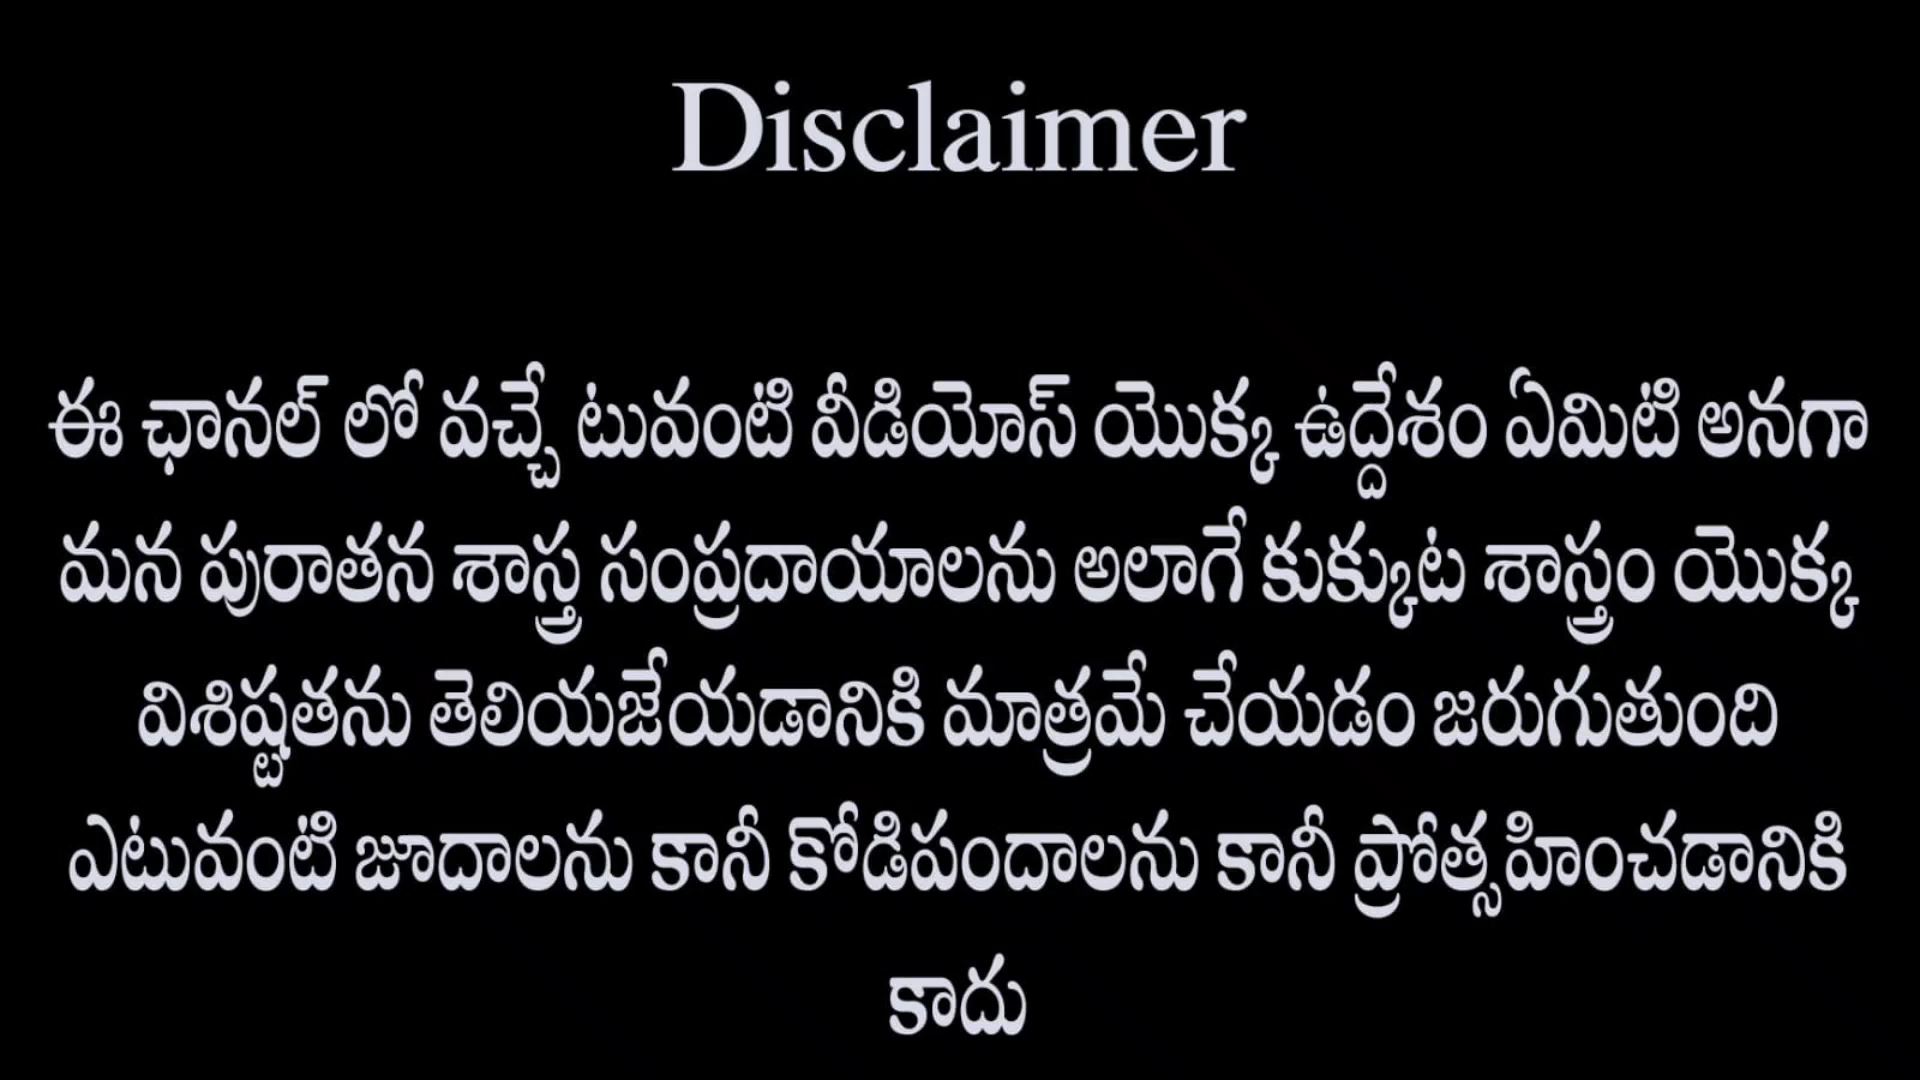 Disclaimer
ఈ ఛానల్ లో వచ్చే టువంటి వీడియోస్ యొక్క ఉద్దేశం ఏమిటి అనగా
మన పురాతన శాస్త్ర సంప్రదాయాలను అలాగే కుక్కుట శాస్త్రం యొక్క
విశిష్టతను తెలియజేయడానికి మాత్రమే చేయడం జరుగుతుంది
ఎటువంటి జూదాలను కానీ కోడిపందాలను కానీ ప్రోత్సహించడానికి
కాదు